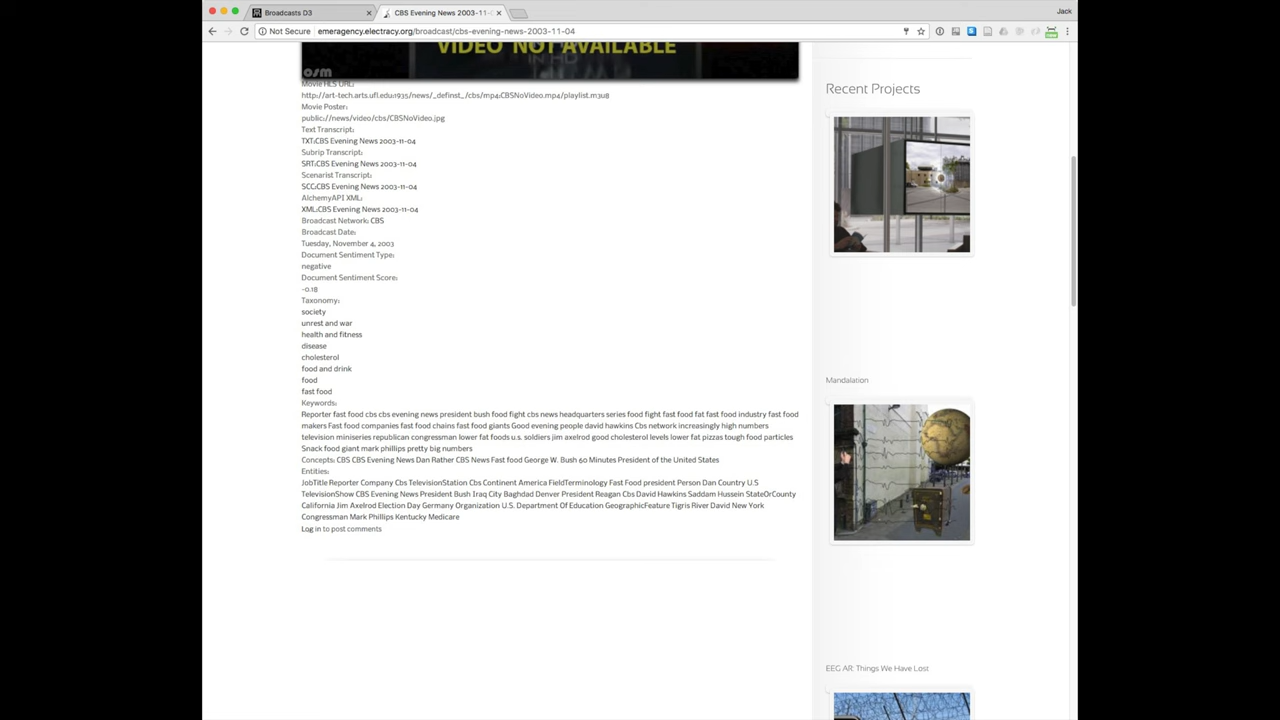 Broadcasts D3
CBS Evening News 2003-11-
Jack
Not Secure
emeragency.electracy.org/broadcast/cbs-evening-news-2003-11-04
VIDEO NOT AVAILABLE
IN HD
osm
Movie HLS URL:
http://art-tech.arts.ufl.edu:1935/news/_definst_/cbs/mp4:CBSNoVideo.mp4/playlist.m3u8
Movie Poster:
public://news/video/cbs/CBSNoVideo.jpg
Text Transcript:
TXT:CBS Evening News 2003-11-04
Subrip Transcript:
SRT:CBS Evening News 2003-11-04
Scenarist Transcript:
SCC:CBS Evening News 2003-11-04
AlchemyAPI XML:
XML:CBS Evening News 2003-11-04
Broadcast Network: CBS
Broadcast Date:
Tuesday, November 4, 2003
Document Sentiment Type:
negative
Document Sentiment Score:
-0.18
Taxonomy:
society
unrest and war
health and fitness
disease
cholesterol
food and drink
food
fast food
Keywords:
Reporter fast food cbs cbs evening news president bush food fight cbs news headquarters series food fight fast food fat fast food industry fast food
makers Fast food companies fast food chains fast food giants Good evening people david hawkins Cbs network increasingly high numbers
television miniseries republican congressman lower fat foods u.s. soldiers jim axelrod good cholesterol levels lower fat pizzas tough food particles
Snack food giant mark phillips pretty big numbers
Concepts: CBS CBS Evening News Dan Rather CBS News Fast food George W. Bush 60 Minutes President of the United States
Entities:
JobTitle Reporter Company Cbs TelevisionStation Cbs Continent America FieldTerminology Fast Food president Person Dan Country U.S
TelevisionShow CBS Evening News President Bush Iraq City Baghdad Denver President Reagan Cbs David Hawkins Saddam Hussein StateOrCounty
California Jim Axelrod Election Day Germany Organization U.S. Department Of Education GeographicFeature Tigris River David New York
Congressman Mark Phillips Kentucky Medicare
Log in to post comments
Recent Projects
Mandalation
EEG AR: Things We Have Lost